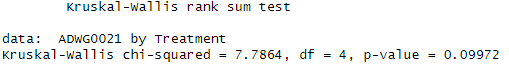 Kruskal-Wallis rank sum test
data:  ADWG0021 by Treatment
Kruskal-Wallis chi-squared = 7.7864, df = 4, p-value = 0.09972